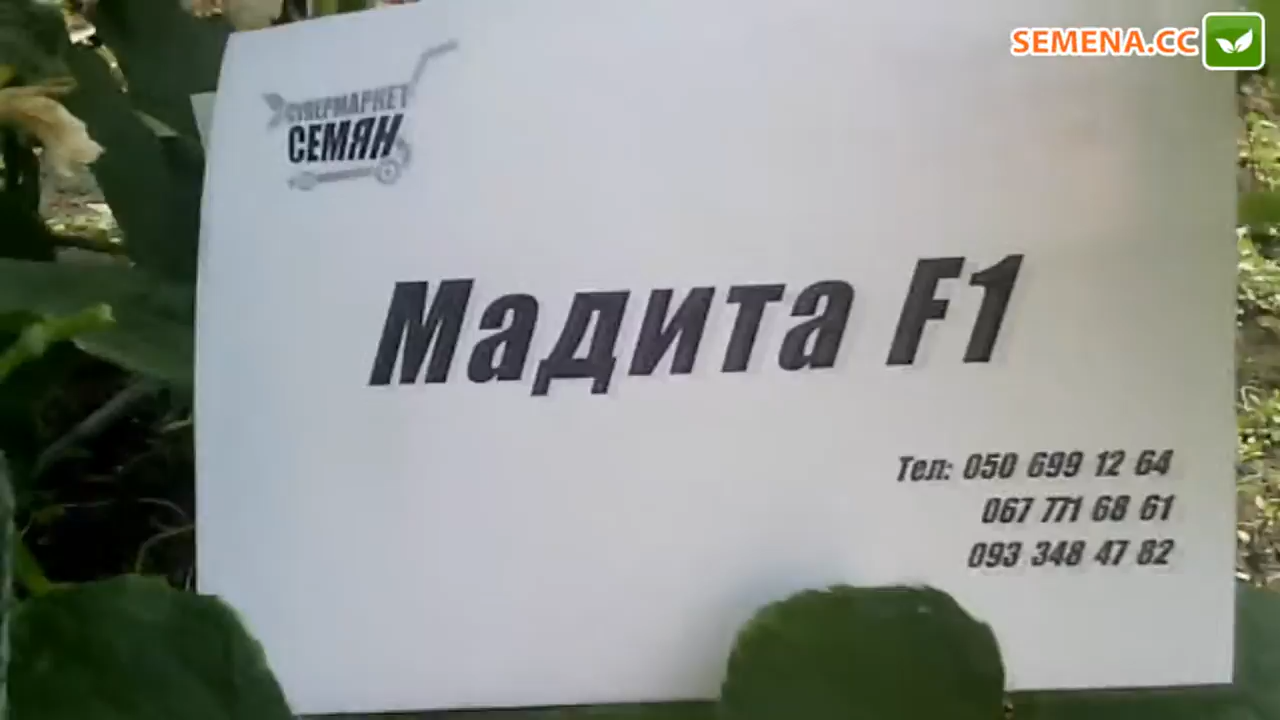 SEMENA.CC
СУПЕРМАРКЕТ
СЕМЯН
Мадита F1
Тел: 050 699 12 64
067 771 68 61
093 348 47 82